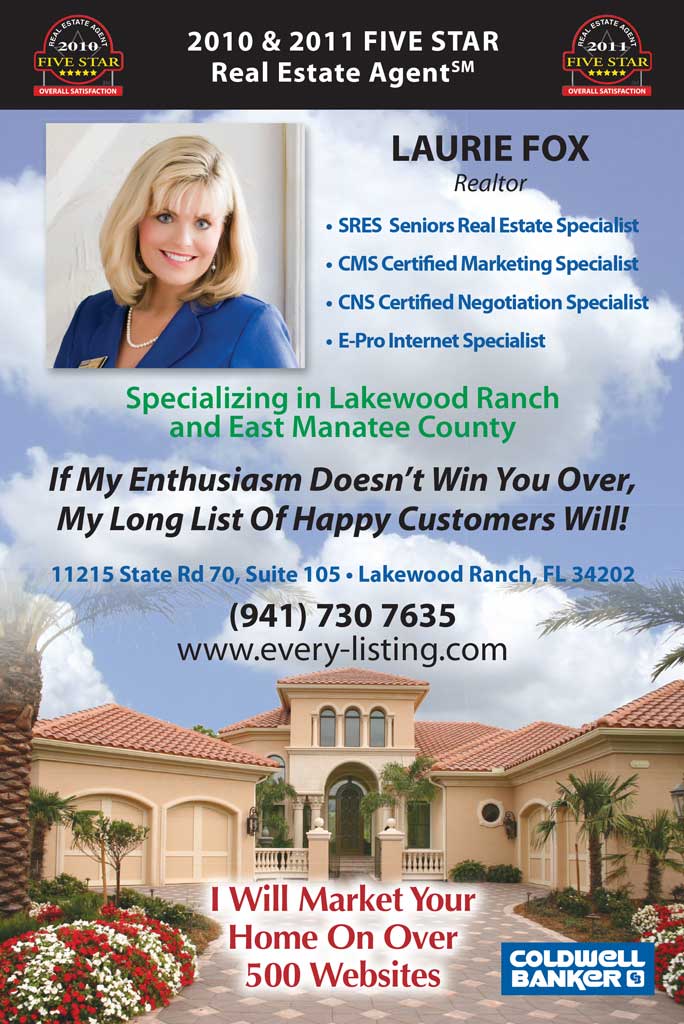 REAL ESTATE AGENT
2010
FIVE STAR
OVERALL SATISFACTION
2010 & 2011 FIVE STAR
Real Estate Agent℠
REAL ESTATE AGENT
2011
FIVE STAR
OVERALL SATISFACTION
LAURIE FOX
Realtor
• SRES Seniors Real Estate Specialist
• CMS Certified Marketing Specialist
• CNS Certified Negotiation Specialist
• E-Pro Internet Specialist
Specializing in Lakewood Ranch
and East Manatee County
If My Enthusiasm Doesn't Win You Over,
My Long List Of Happy Customers Will!
11215 State Rd 70, Suite 105 • Lakewood Ranch, FL 34202
(941) 730 7635
www.every-listing.com
I Will Market Your
Home On Over
500 Websites
COLDWELL
BANKER CB